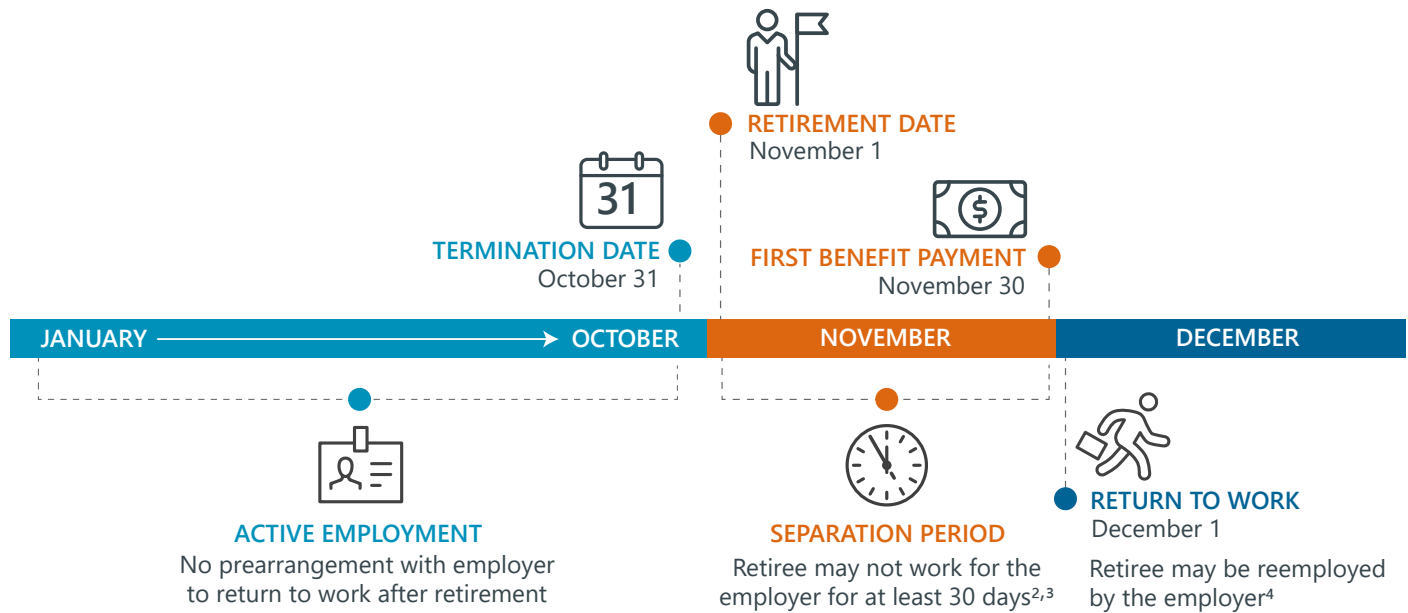 RETIREMENT DATE
November 1
31
TERMINATION DATE
October 31
FIRST BENEFIT PAYMENT
November 30
JANUARY
OCTOBER
NOVEMBER
DECEMBER
ACTIVE EMPLOYMENT
No prearrangement with employer
to return to work after retirement
SEPARATION PERIOD
Retiree may not work for the
employer for at least 30 days²,³
RETURN TO WORK
December 1
Retiree may be reemployed
by the employer⁴